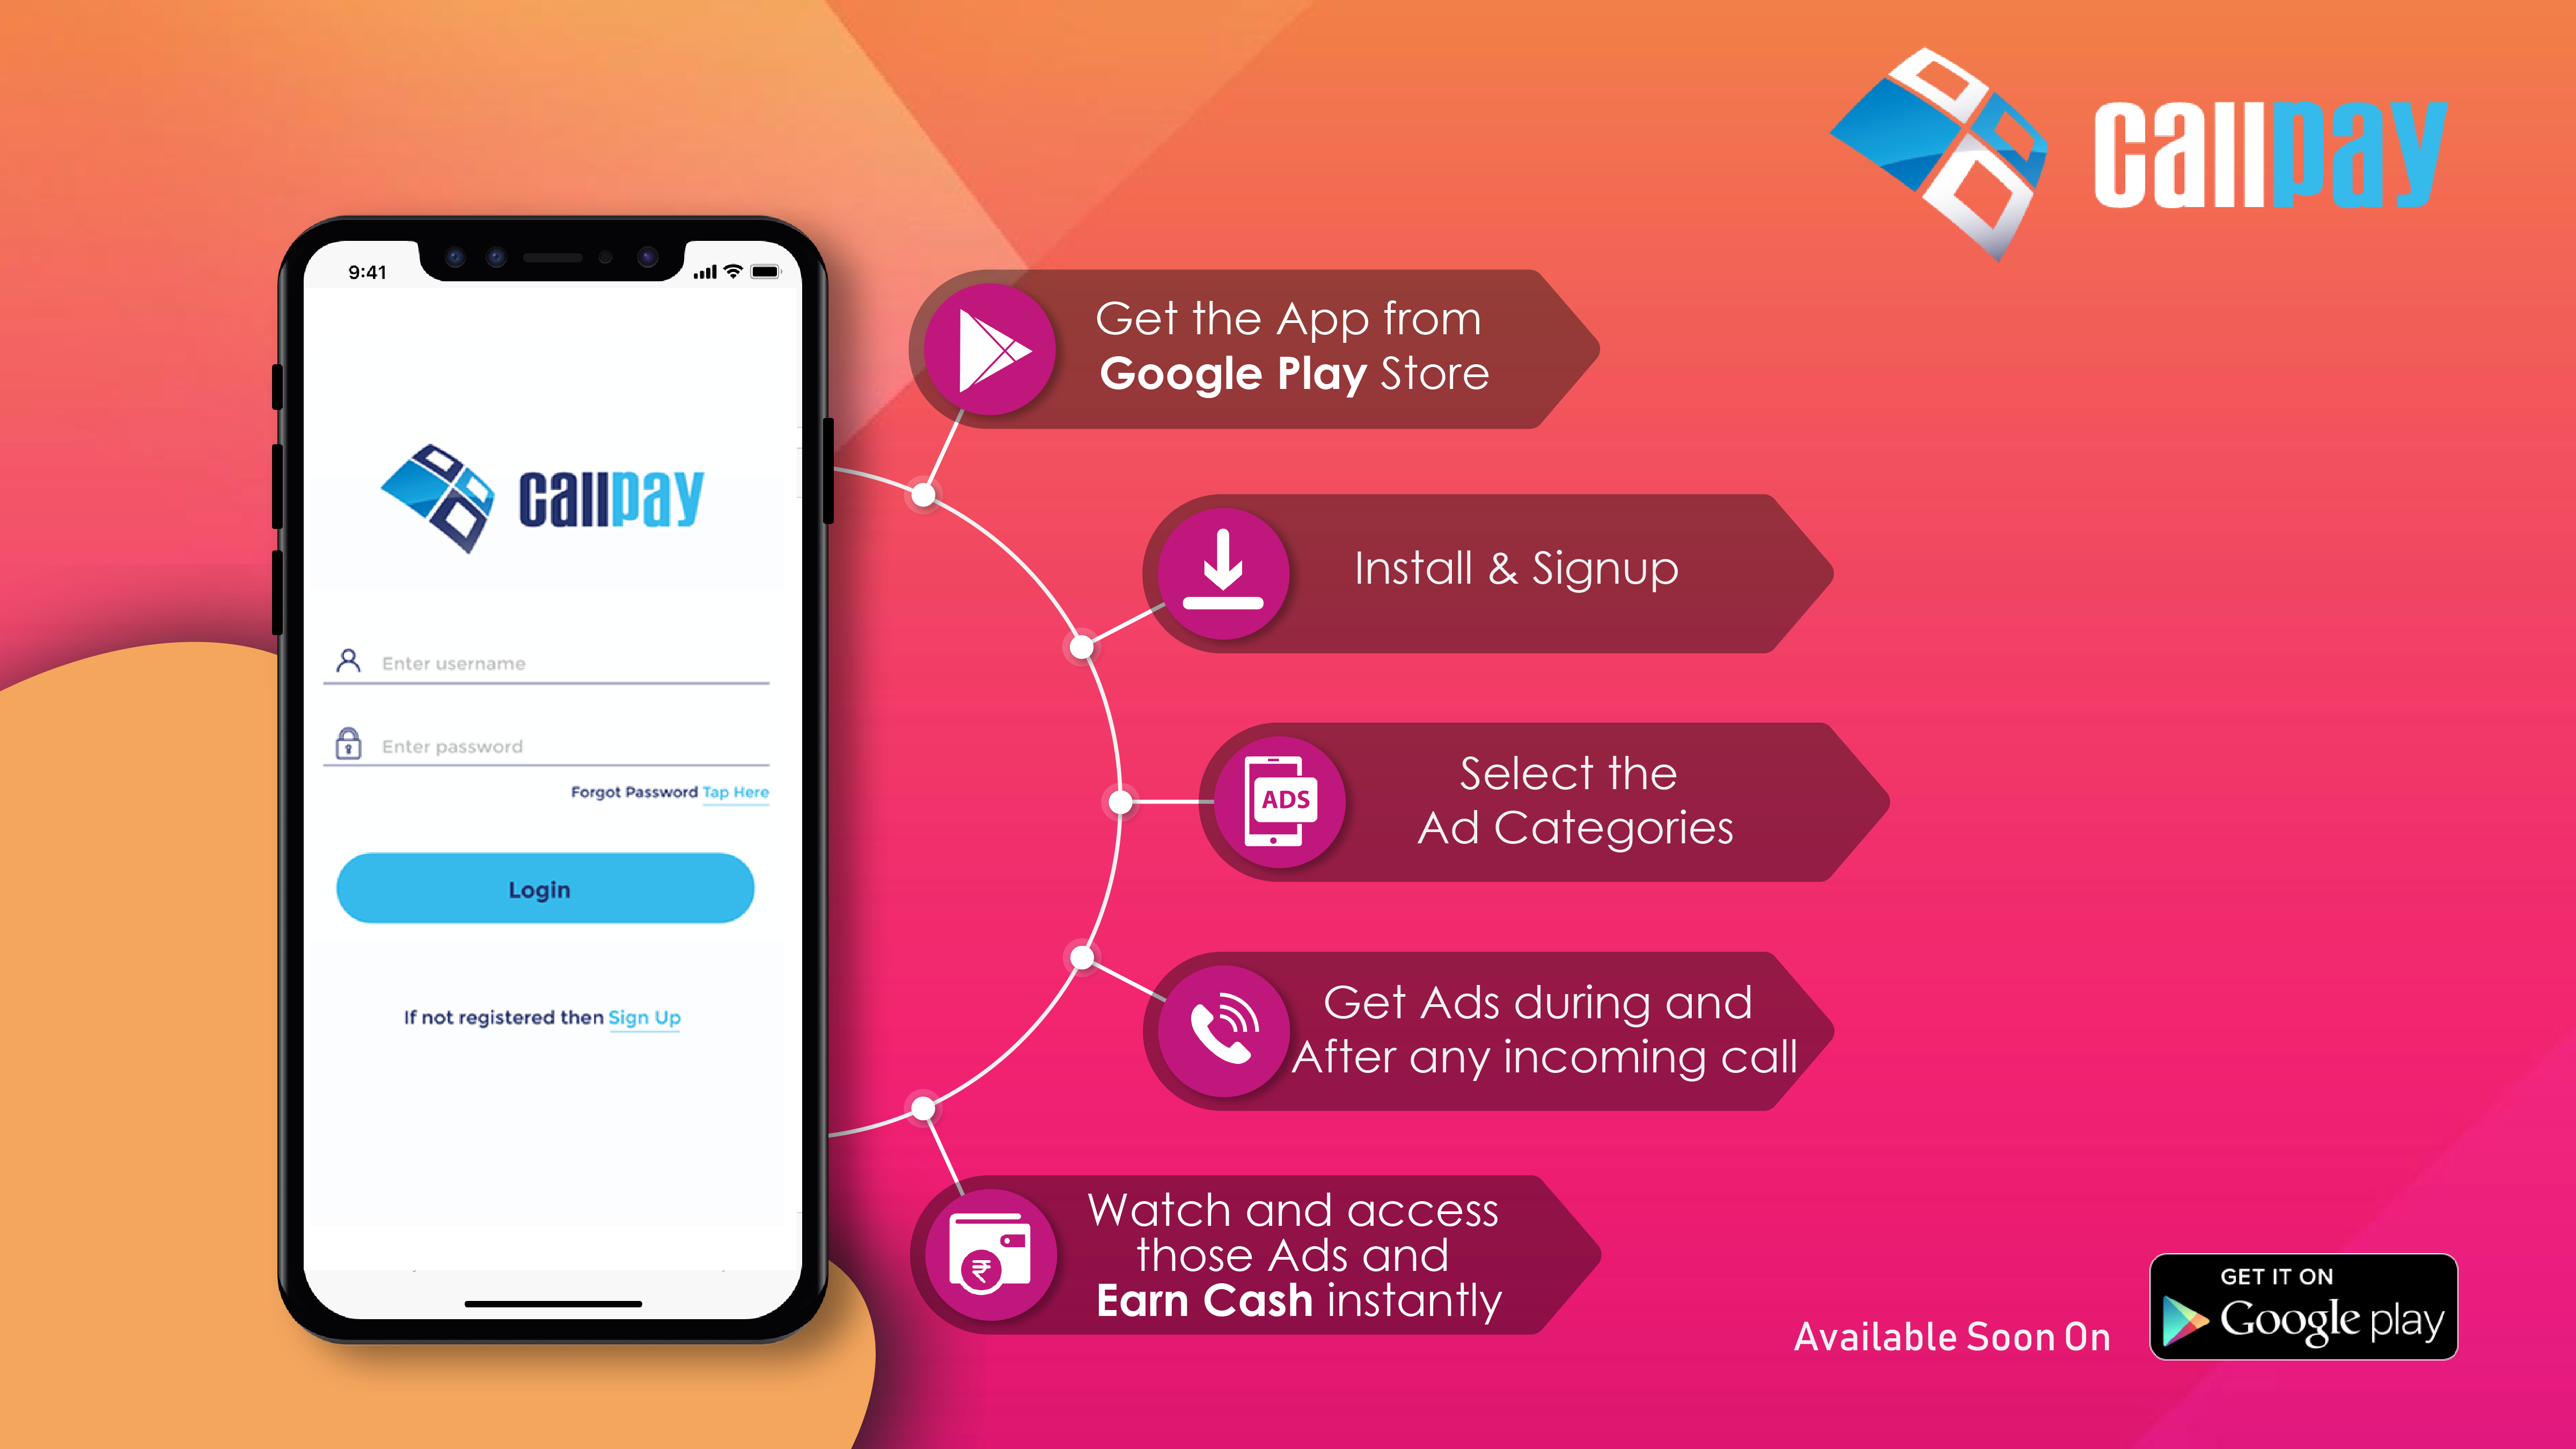 callpay
9:41
callpay
Enter username
Enter password
Forgot Password Tap Here
Login
If not registered then Sign Up
Get the App from
Google Play Store
Install & Signup
ADS
Select the
Ad Categories
Get Ads during and
After any incoming call
₹
Watch and access
those Ads and
Earn Cash instantly
Available Soon On
GET IT ON
Google play